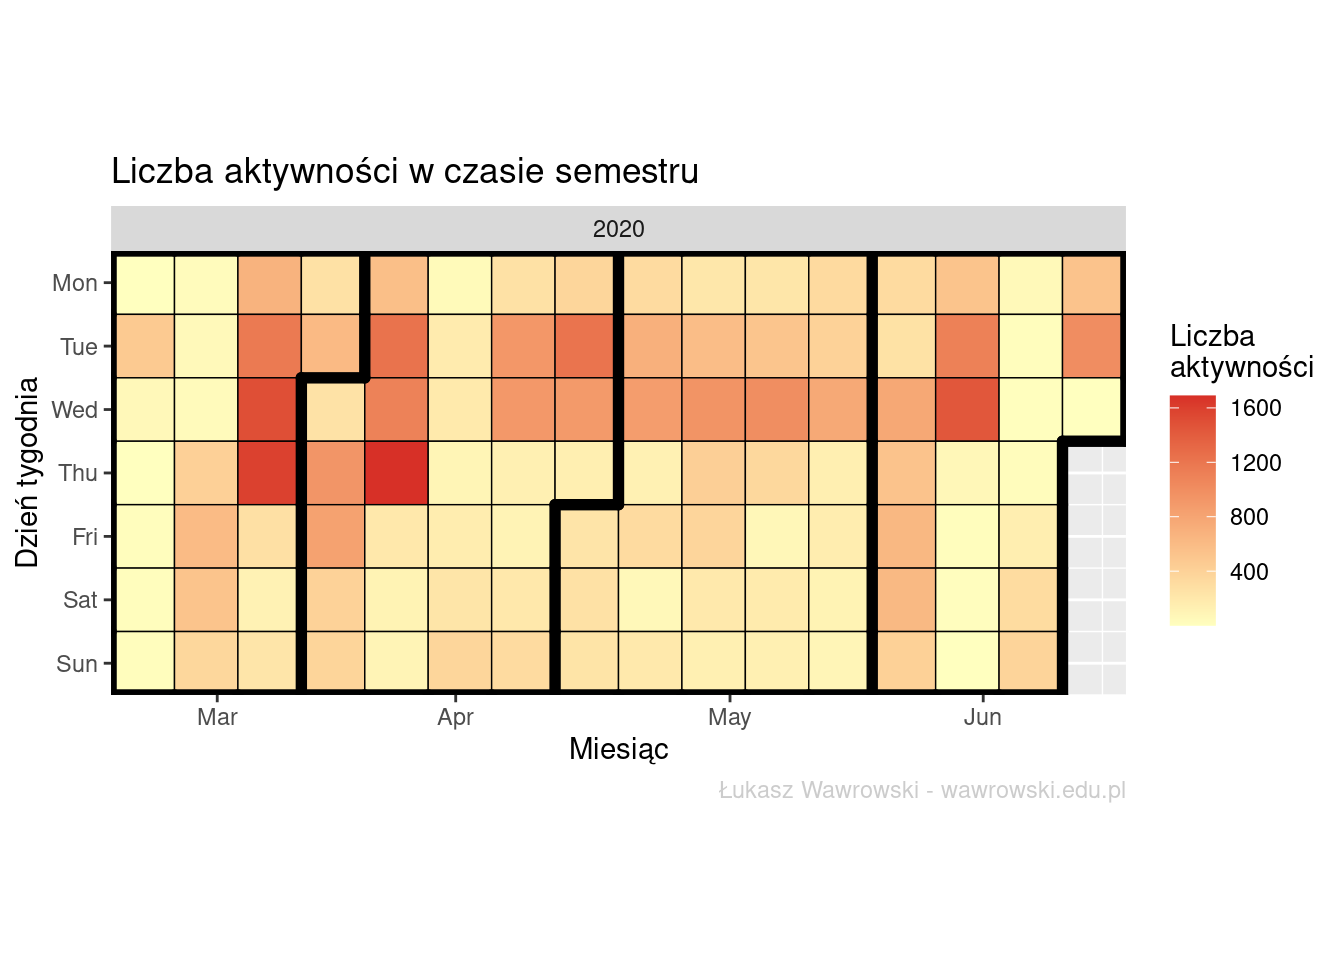 Liczba aktywności w czasie semestru
2020
Mon
Tue
Wed
Thu
Fri
Sat
Sun
Dzień tygodnia
Mar
Apr
May
Jun
Miesiąc
Liczba
aktywności
1600
1200
800
400
Łukasz Wawrowski - wawrowski.edu.pl